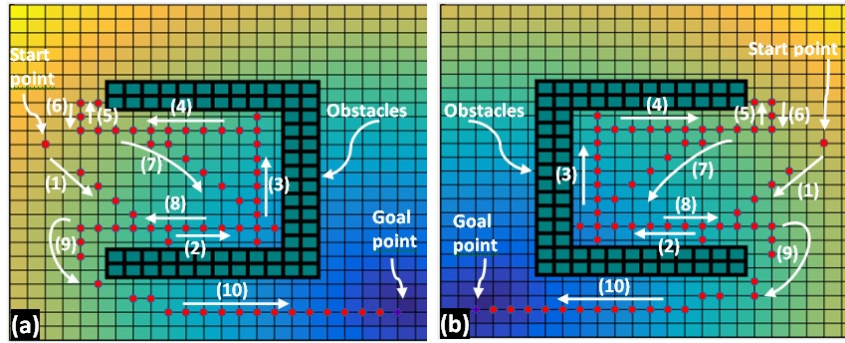 Start
point
(6)
(5)
(4)
Obstacles
(7)
(3)
(1)
(8)
(2)
(9)
Goal
point
(10)
(a)
Start point
Obstacles
(4)
(5)
(6)
(7)
(3)
(1)
(8)
(2)
(9)
Goal
point
(10)
(b)